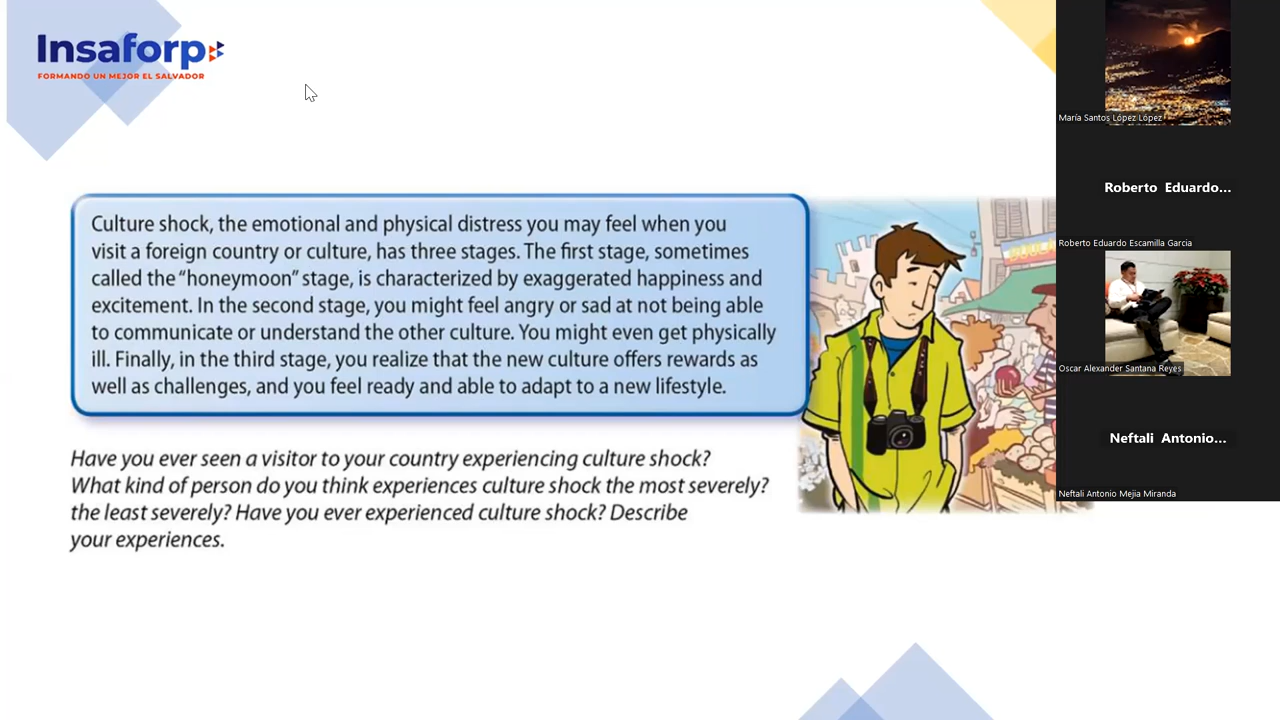 Insaforp
FORMANDO UN MEJOR EL SALVADOR
Culture shock, the emotional and physical distress you may feel when you
visit a foreign country or culture, has three stages. The first stage, sometimes
called the “honeymoon” stage, is characterized by exaggerated happiness and
excitement. In the second stage, you might feel angry or sad at not being able
to communicate or understand the other culture. You might even get physically
ill. Finally, in the third stage, you realize that the new culture offers rewards as
well as challenges, and you feel ready and able to adapt to a new lifestyle.
Have you ever seen a visitor to your country experiencing culture shock?
What kind of person do you think experiences culture shock the most severely?
the least severely? Have you ever experienced culture shock? Describe
your experiences.
María Santos López López
Roberto Eduardo...
Roberto Eduardo Escamilla Garcia
Oscar Alexander Santana Reyes
Neftali Antonio...
Neftali Antonio Mejia Miranda